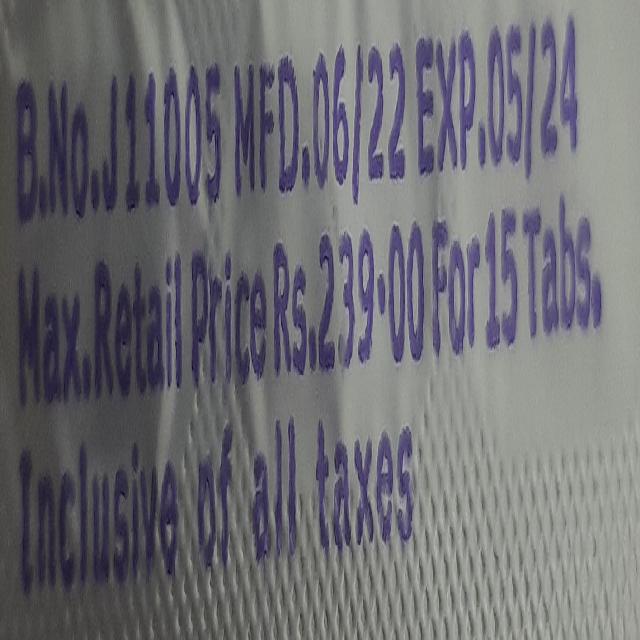 B.No.J11005 MFD.06/22 EXP.05/24
Max.Retail Price Rs.239.00 For 15 Tabs.
Inclusive of all taxes